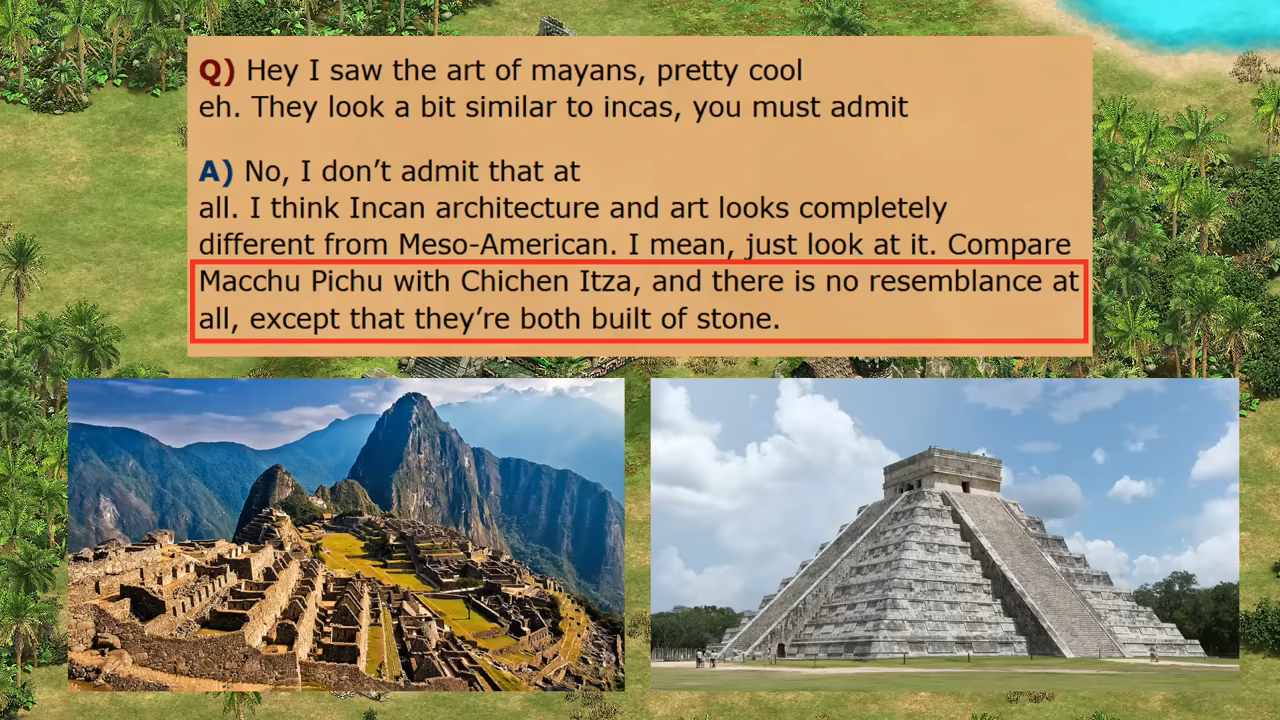 Q) Hey I saw the art of mayans, pretty cool
eh. They look a bit similar to incas, you must admit
A) No, I don’t admit that at
all. I think Incan architecture and art looks completely
different from Meso-American. I mean, just look at it. Compare
Macchu Pichu with Chichen Itza, and there is no resemblance at
all, except that they’re both built of stone.